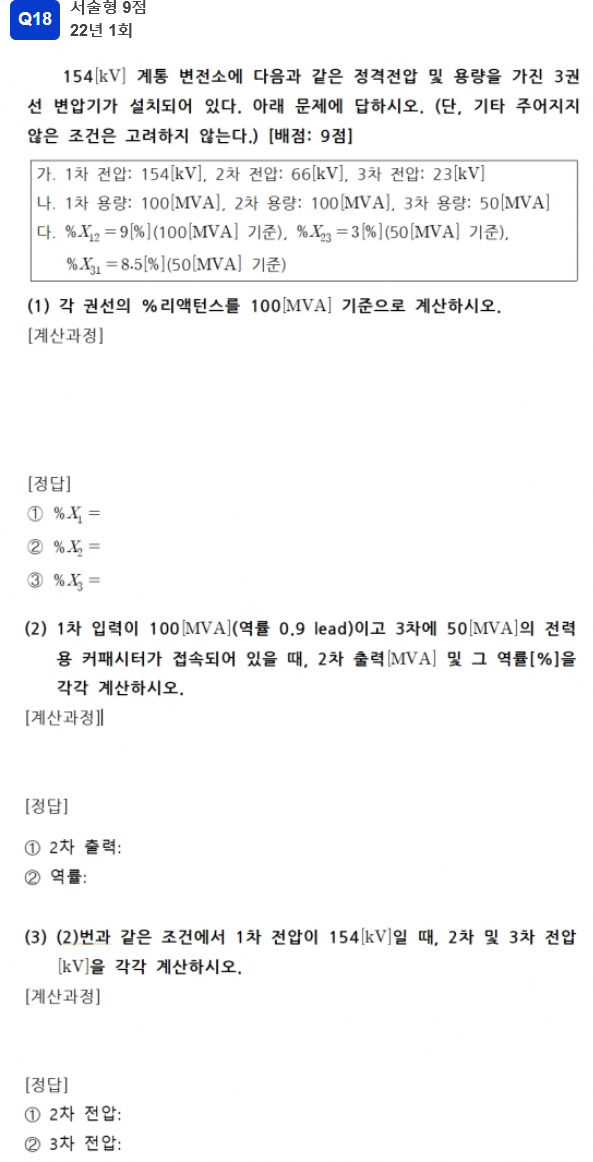 Q18
서술형 9점
22년 1회
154[kV] 계통 변전소에 다음과 같은 정격전압 및 용량을 가진 3권
선 변압기가 설치되어 있다. 아래 문제에 답하시오. (단, 기타 주어지지
않은 조건은 고려하지 않는다.) [배점: 9점]
가. 1차 전압: 154[kV], 2차 전압: 66[kV], 3차 전압: 23[kV]
나. 1차 용량: 100[MVA], 2차 용량: 100[MVA], 3차 용량: 50[MVA]
다. %X₁₂ = 9[%](100[MVA] 기준), %X₂₃ = 3[%](50[MVA] 기준),
%X₃₁ = 8.5[%](50[MVA] 기준)
(1) 각 권선의 %리액턴스를 100[MVA] 기준으로 계산하시오.
[계산과정]
[정답]
① %X₁ =
② %X₂ =
③ %X₃ =
(2) 1차 입력이 100[MVA](역률 0.9 lead)이고 3차에 50[MVA]의 전력
용 커패시터가 접속되어 있을 때, 2차 출력[MVA] 및 그 역률[%]을
각각 계산하시오.
[계산과정]
[정답]
① 2차 출력:
② 역률:
(3) (2)번과 같은 조건에서 1차 전압이 154[kV]일 때, 2차 및 3차 전압
[kV]을 각각 계산하시오.
[계산과정]
[정답]
① 2차 전압:
② 3차 전압: